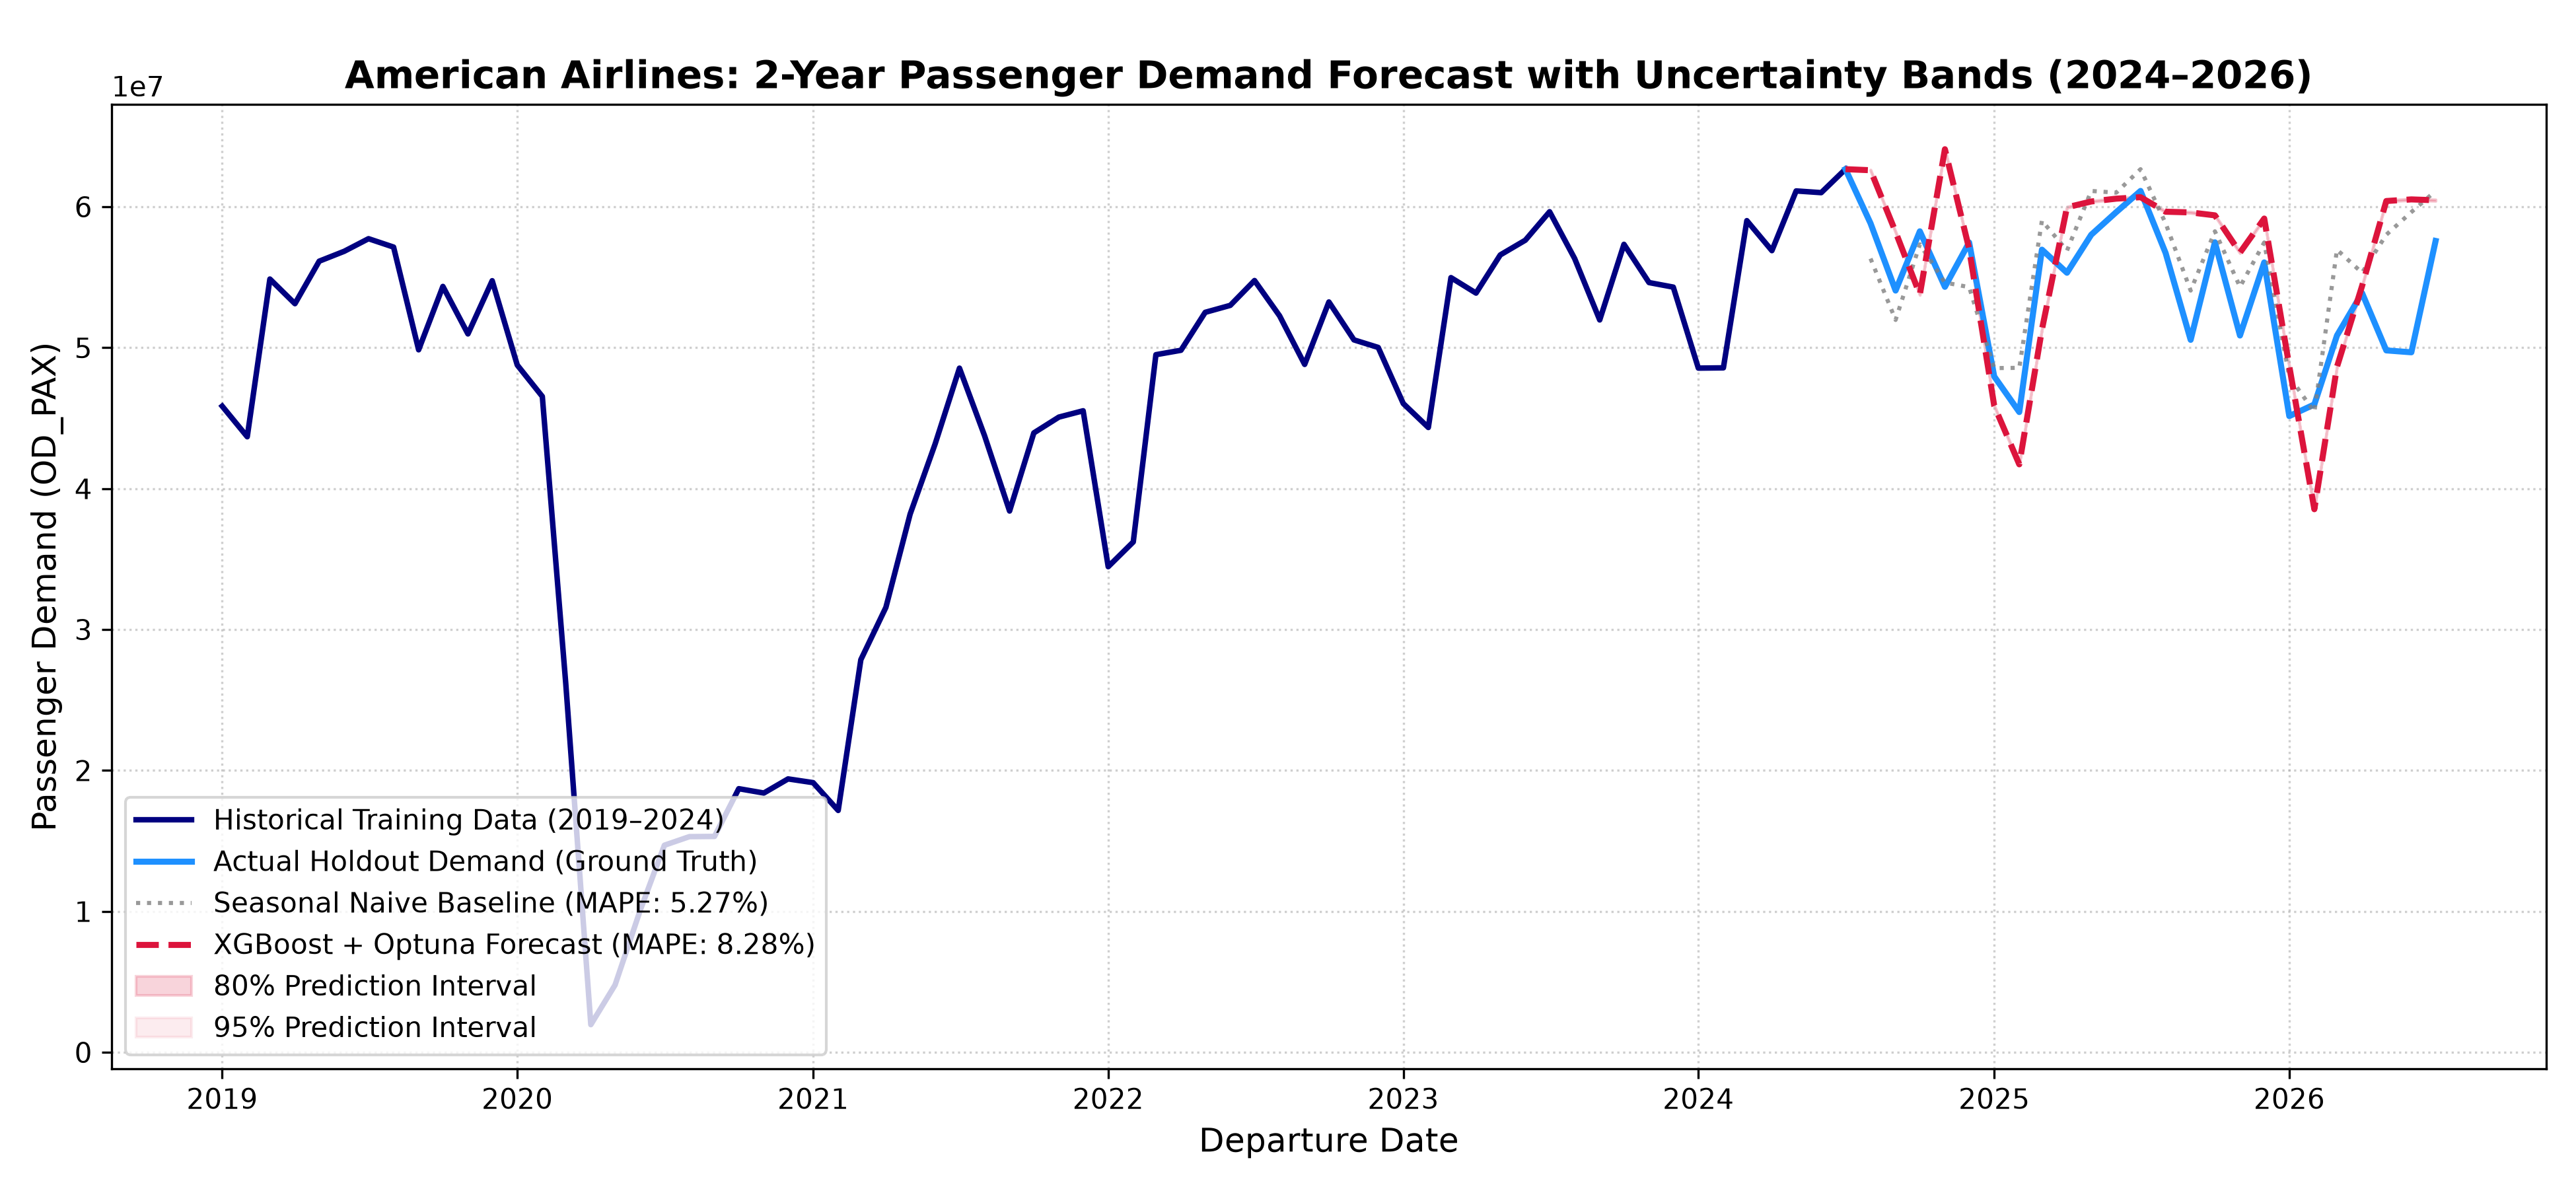 American Airlines: 2-Year Passenger Demand Forecast with Uncertainty Bands (2024–2026)
1e7
Passenger Demand (OD_PAX)
6
5
4
3
2
1
0
Historical Training Data (2019–2024)
Actual Holdout Demand (Ground Truth)
Seasonal Naive Baseline (MAPE: 5.27%)
XGBoost + Optuna Forecast (MAPE: 8.28%)
80% Prediction Interval
95% Prediction Interval
2019 2020 2021 2022 2023 2024 2025 2026
Departure Date